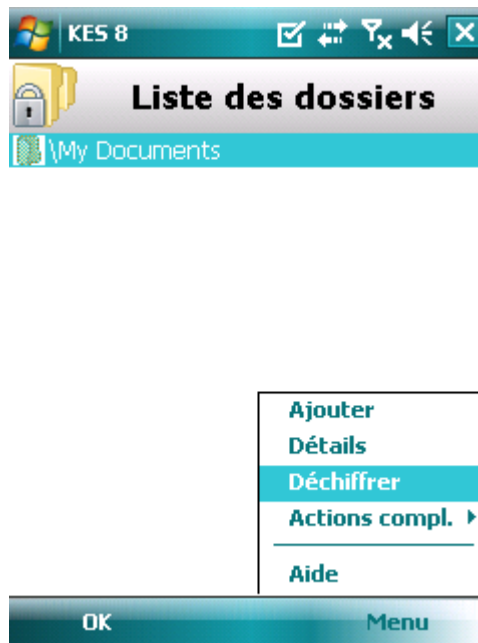 KES 8
Liste des dossiers
\My Documents
Ajouter
Détails
Déchiffrer
Actions compl.
Aide
OK
Menu